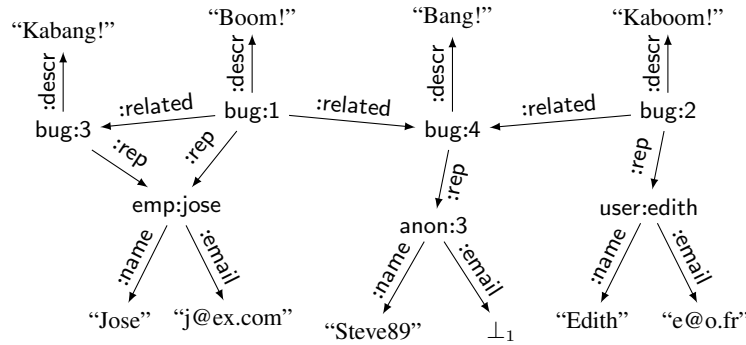 “Kabang!” “Boom!” “Bang!” “Kaboom!”
:descr :descr :descr :descr
:related :related :related
bug:3 bug:1 bug:4 bug:2
:rep :rep :rep :rep
emp:jose anon:3 user:edith
:name :email :name :email :name :email
“Jose” “j@ex.com” “Steve89” ⊥₁ “Edith” “e@o.fr”